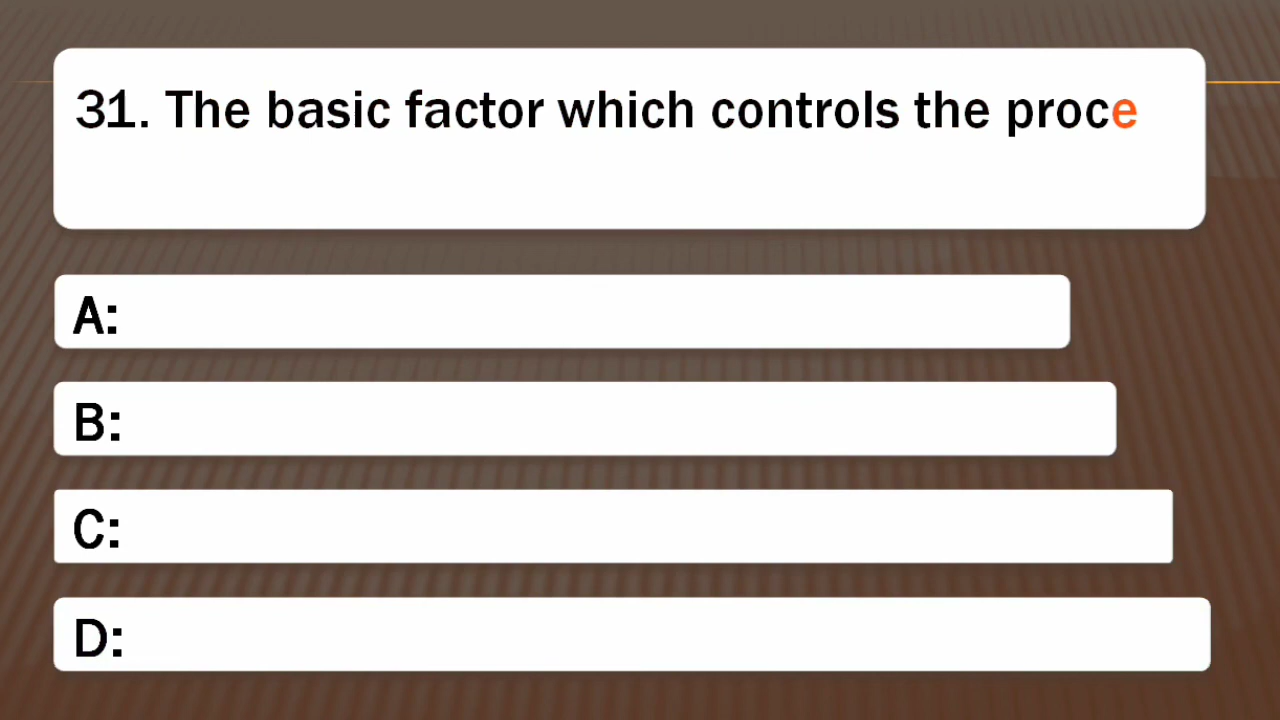 31. The basic factor which controls the proce
A:
B:
C:
D: